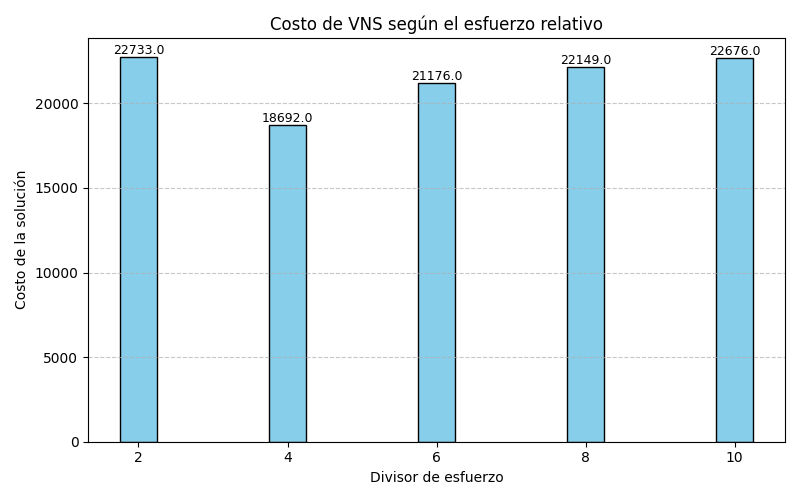 Costo de VNS según el esfuerzo relativo
22733.0
18692.0
21176.0
22149.0
22676.0
Costo de la solución
20000
15000
10000
5000
0
2 4 6 8 10
Divisor de esfuerzo